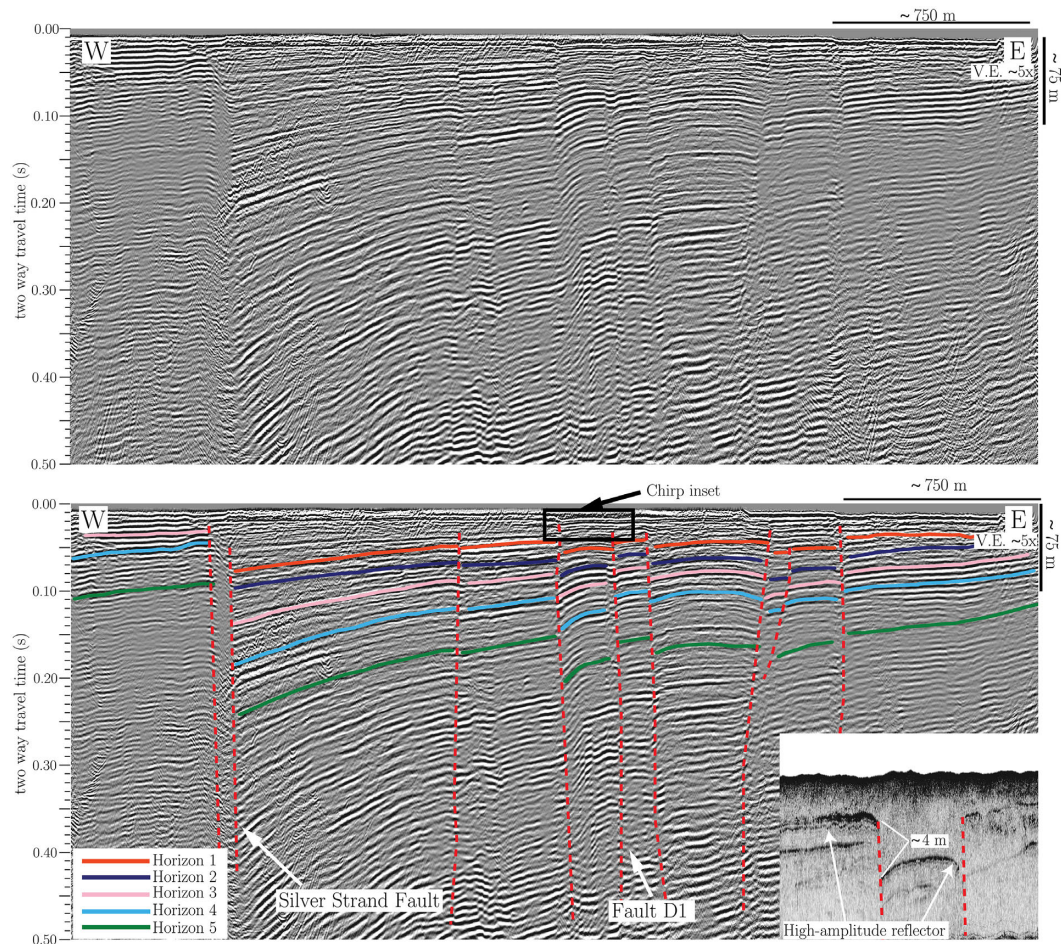 ~ 750 m
0.00
W
E
V.E. ~5x
~ 75 m
0.10
0.20
two way travel time (s)
0.30
0.40
0.50
Chirp inset
~ 750 m
0.00
W
E
V.E. ~5x
~ 75 m
0.10
0.20
two way travel time (s)
0.30
0.40
~4 m
Horizon 1
Horizon 2
Horizon 3
Horizon 4
Horizon 5
Silver Strand Fault
Fault D1
High-amplitude reflector
0.50